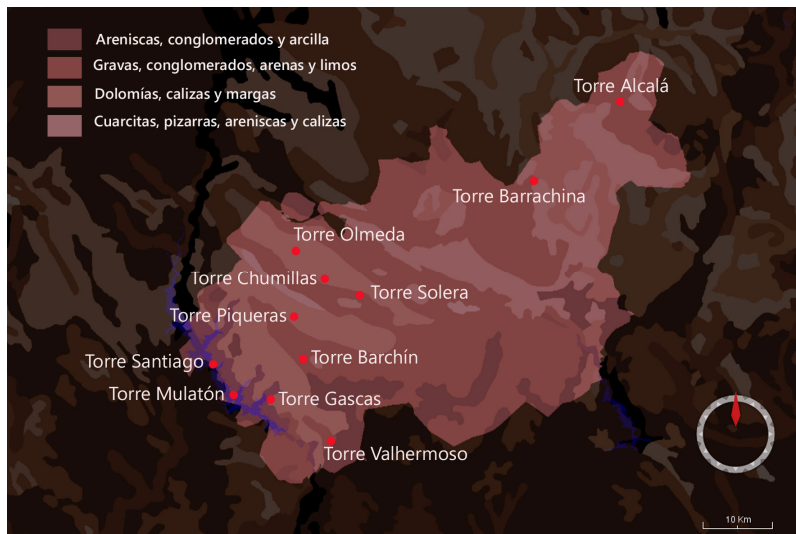 Areniscas, conglomerados y arcilla
Gravas, conglomerados, arenas y limos
Dolomías, calizas y margas
Cuarcitas, pizarras, areniscas y calizas
Torre Alcalá
Torre Barrachina
Torre Olmeda
Torre Chumillas
Torre Solera
Torre Piqueras
Torre Barchín
Torre Santiago
Torre Mulatón
Torre Gascas
Torre Valhermoso
10 Km